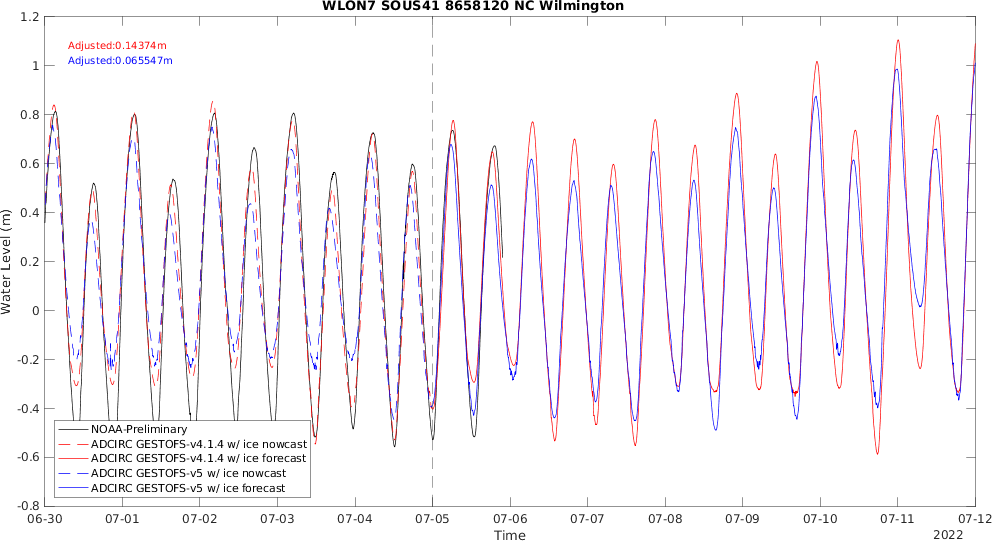 WLON7 SOUS41 8658120 NC Wilmington
1.2
1
0.8
0.6
0.4
0.2
0
-0.2
-0.4
-0.6
-0.8
Water Level (m)
Adjusted:0.14374m
Adjusted:0.065547m
NOAA-Preliminary
ADCIRC GESTOFS-v4.1.4 w/ ice nowcast
ADCIRC GESTOFS-v4.1.4 w/ ice forecast
ADCIRC GESTOFS-v5 w/ ice nowcast
ADCIRC GESTOFS-v5 w/ ice forecast
06-30 07-01 07-02 07-03 07-04 07-05 07-06 07-07 07-08 07-09 07-10 07-11 07-12
Time
2022